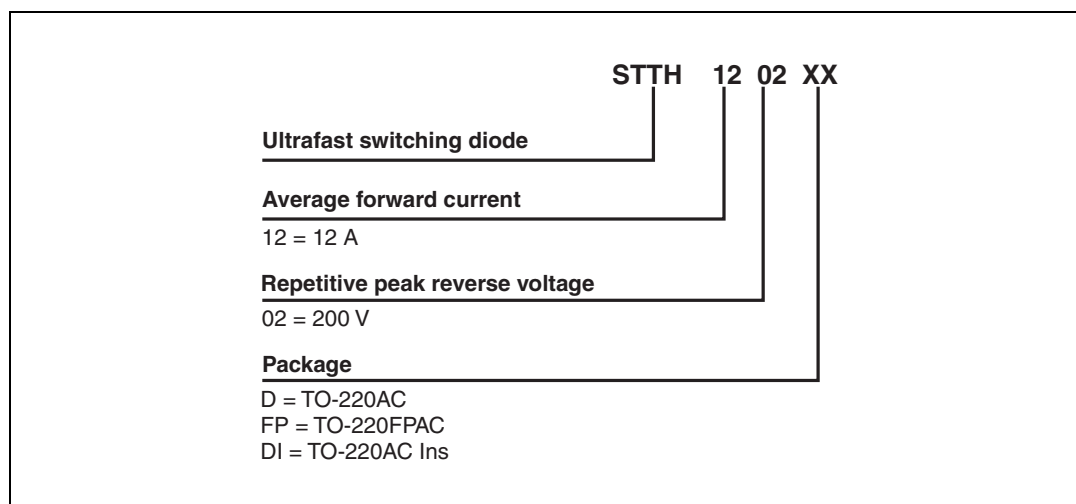 STTH 12 02 XX
Ultrafast switching diode
Average forward current
12 = 12 A
Repetitive peak reverse voltage
02 = 200 V
Package
D = TO-220AC
FP = TO-220FPAC
DI = TO-220AC Ins